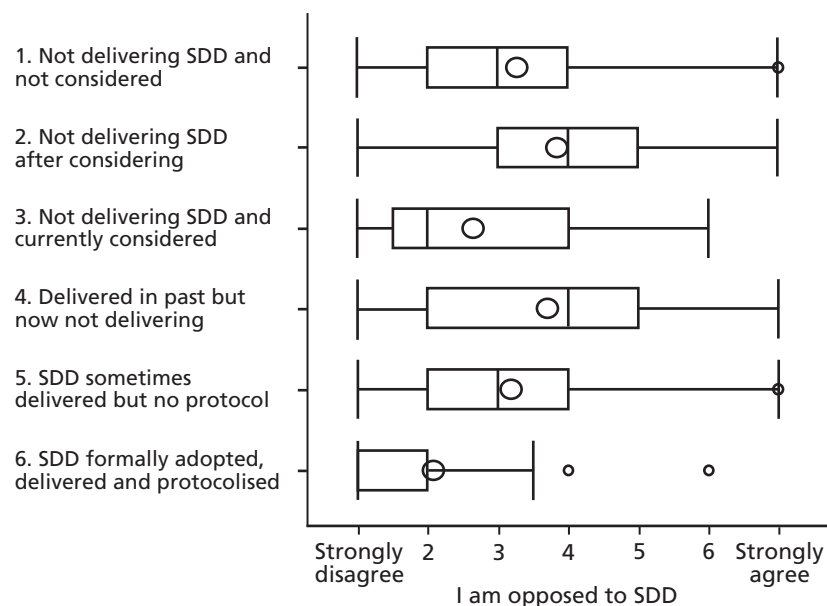 1. Not delivering SDD and
not considered
2. Not delivering SDD
after considering
3. Not delivering SDD and
currently considered
4. Delivered in past but
now not delivering
5. SDD sometimes
delivered but no protocol
6. SDD formally adopted,
delivered and protocolised
Strongly disagree 2 3 4 5 6 Strongly agree
I am opposed to SDD